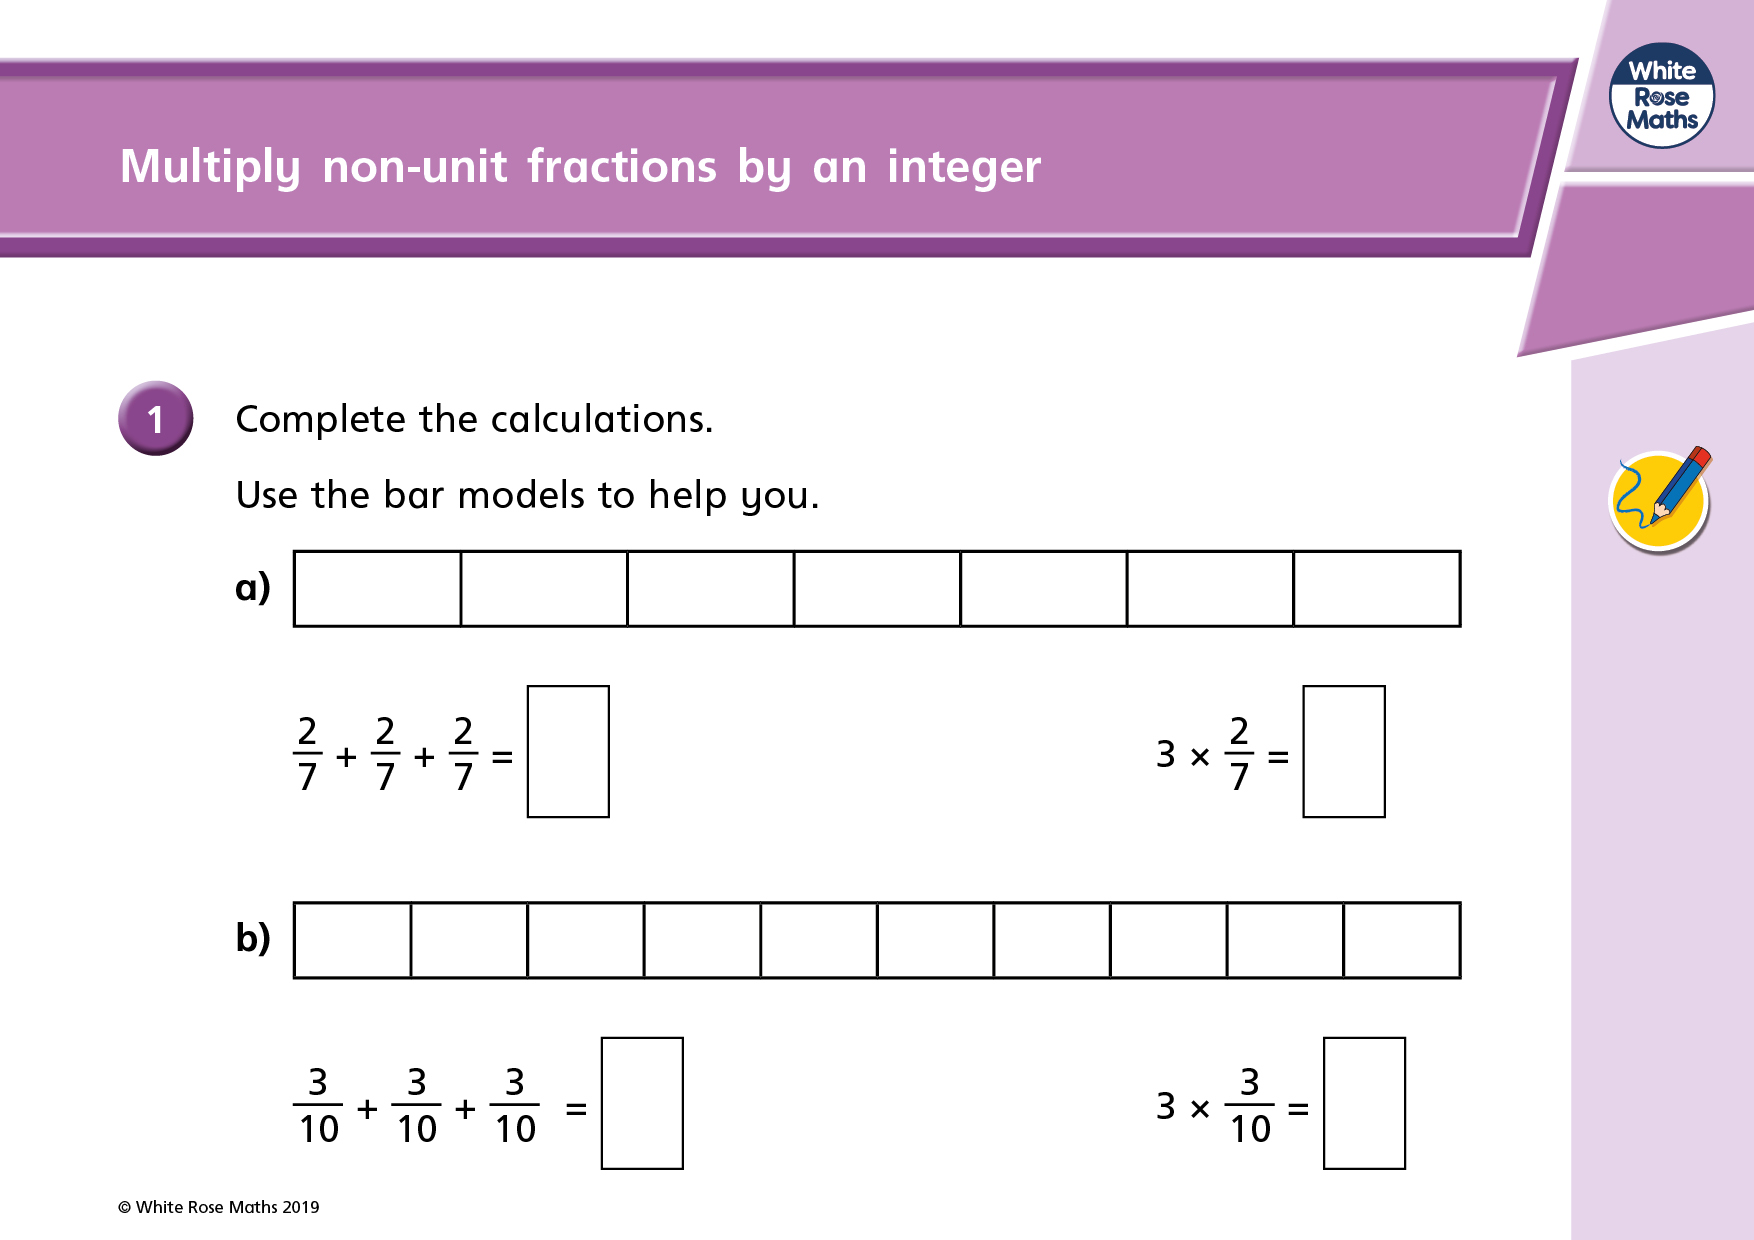 White
Rose
Maths
Multiply non-unit fractions by an integer
1 Complete the calculations.
Use the bar models to help you.
a)
2/7 + 2/7 + 2/7 =
3 × 2/7 =
b)
3/10 + 3/10 + 3/10 =
3 × 3/10 =
© White Rose Maths 2019